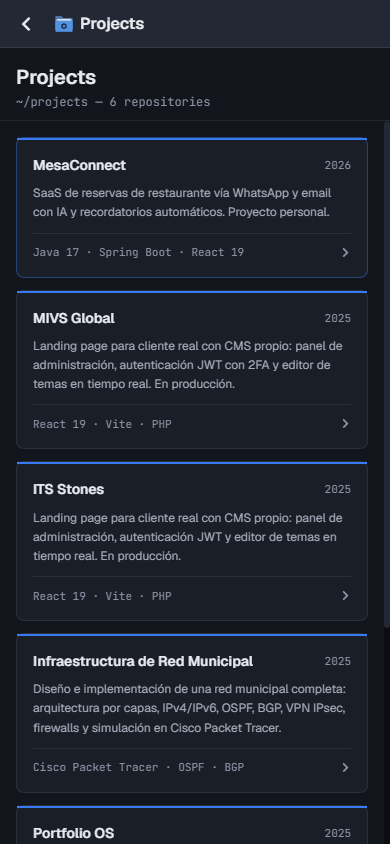 Projects
Projects
~/projects — 6 repositories
MesaConnect 2026
SaaS de reservas de restaurante vía WhatsApp y email
con IA y recordatorios automáticos. Proyecto personal.
Java 17 · Spring Boot · React 19
MIVS Global 2025
Landing page para cliente real con CMS propio: panel de
administración, autenticación JWT con 2FA y editor de
temas en tiempo real. En producción.
React 19 · Vite · PHP
ITS Stones 2025
Landing page para cliente real con CMS propio: panel de
administración, autenticación JWT y editor de temas en
tiempo real. En producción.
React 19 · Vite · PHP
Infraestructura de Red Municipal 2025
Diseño e implementación de una red municipal completa:
arquitectura por capas, IPv4/IPv6, OSPF, BGP, VPN IPsec,
firewalls y simulación en Cisco Packet Tracer.
Cisco Packet Tracer · OSPF · BGP
Portfolio OS 2025